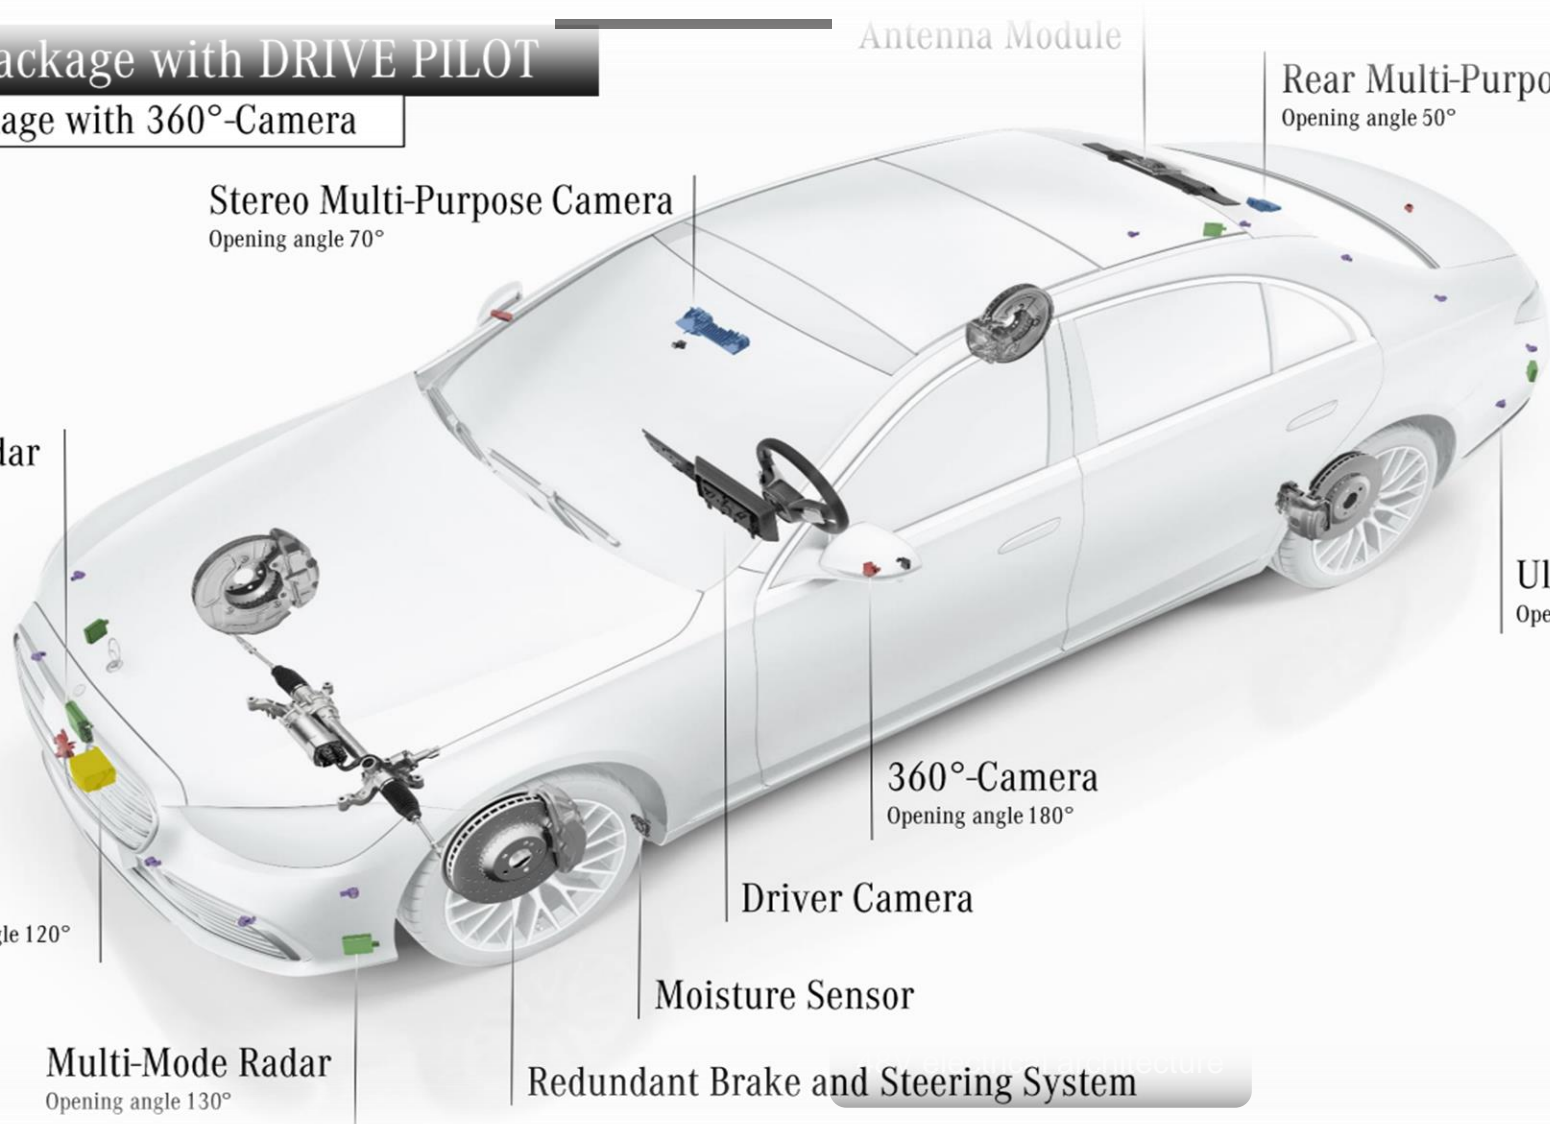 ackage with DRIVE PILOT
age with 360°-Camera
Antenna Module
Rear Multi-Purpo
Opening angle 50°
Stereo Multi-Purpose Camera
Opening angle 70°
dar
Ul
Ope
360°-Camera
Opening angle 180°
Driver Camera
gle 120°
Moisture Sensor
Multi-Mode Radar
Opening angle 130°
Redundant Brake and Steering System
electrical architecture